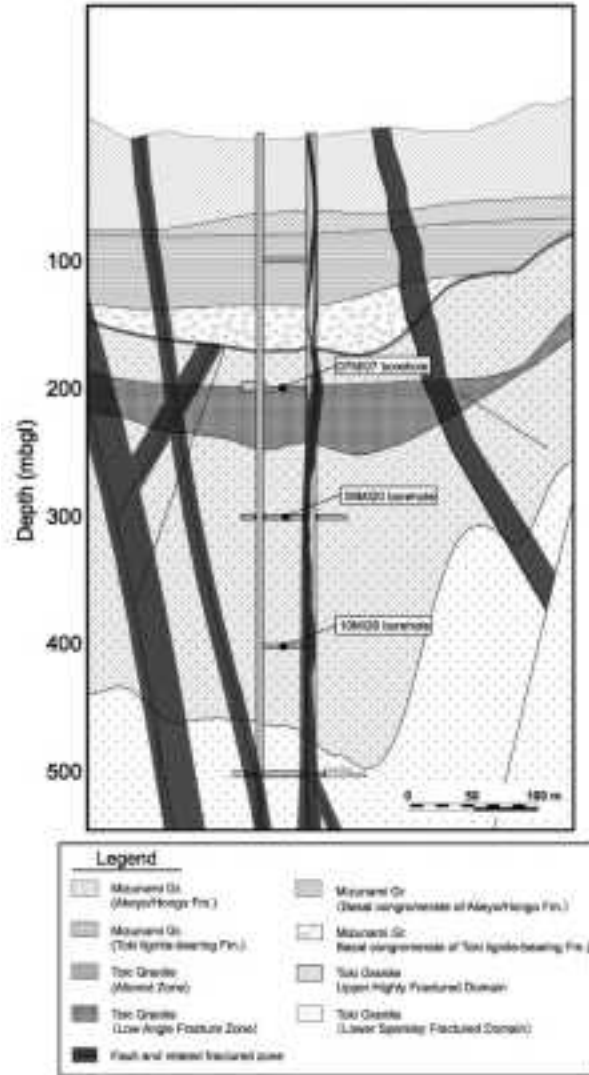 100
200
300
400
500
Depth (mbgl)
07MI07 borehole
09MI20 borehole
10MI26 borehole
0 50 100 m
Legend
Mizunami Gr.
(Akeyo/Hongo Fm.)
Mizunami Gr.
(Toki lignite-bearing Fm.)
Toki Granite
Toki Granite
(Low Angle Fracture Zone)
Fault and related fractured zone
Mizunami Gr.
(Basal conglomerate of Akeyo/Hongo Fm.)
Mizunami Gr.
Basal conglomerate of Toki lignite-bearing Fm.)
Toki Granite
Upper Highly Fractured Domain
Toki Granite
(Lower Sparsely Fractured Domain)